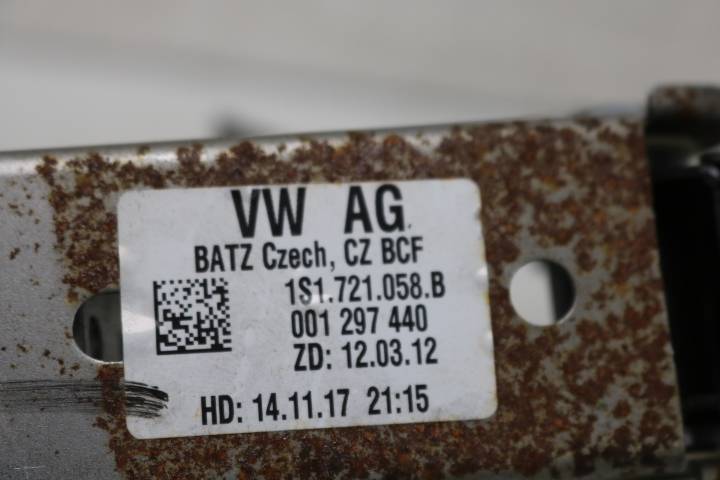 VW AG
BATZ Czech, CZ BCF
1S1.721.058.B
001 297 440
ZD: 12.03.12
HD: 14.11.17 21:15